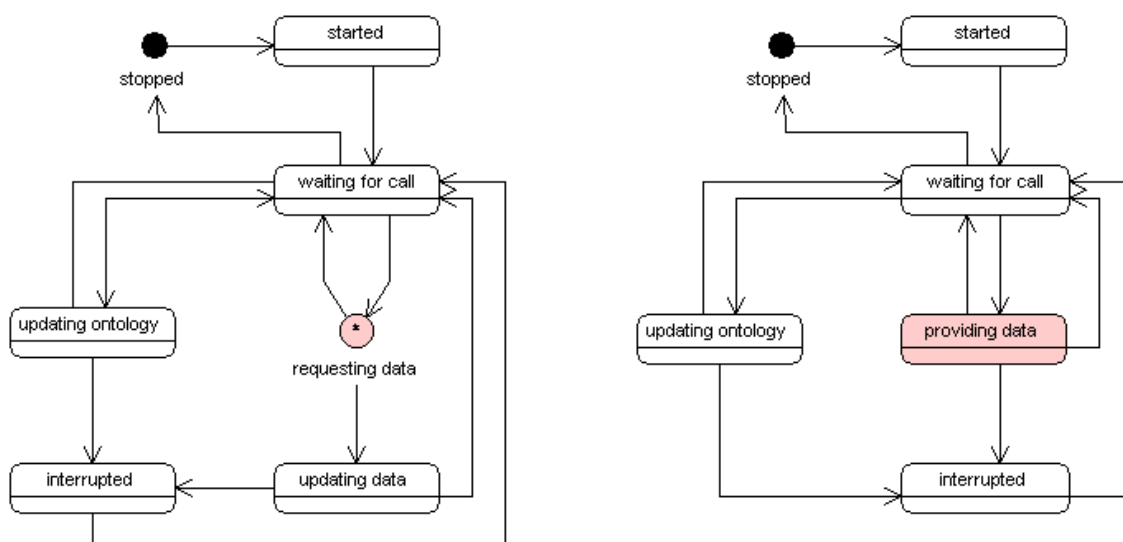 started
stopped
waiting for call
updating ontology
*
requesting data
interrupted
updating data
started
stopped
waiting for call
updating ontology
providing data
interrupted